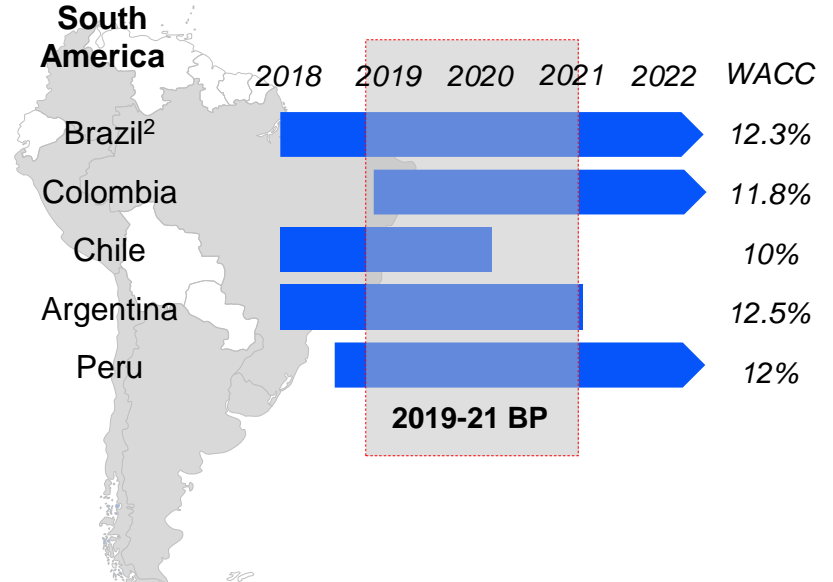 South
America
2018 2019 2020 2021 2022 WACC
Brazil² 12.3%
Colombia 11.8%
Chile 10%
Argentina 12.5%
Peru 12%
2019-21 BP